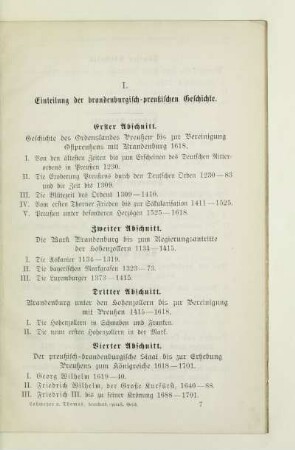 I.
Einteilung der brandenburgisch-preußischen Geschichte.
Erster Abschnitt.
Geschichte des Ordenslandes Preußen bis zur Vereinigung
Ostpreußens mit Brandenburg 1618.
I. Von den ältesten Zeiten bis zum Erscheinen des Deutschen Ritter-
ordens in Preußen 1230.
II. Die Eroberung Preußens durch den Deutschen Orden 1230—83
und die Zeit bis 1309.
III. Die Blütezeit des Ordens 1309—1410.
IV. Vom ersten Thorner Frieden bis zur Säkularisation 1411—1525.
V. Preußen unter besonderen Herzögen 1525—1618.
Zweiter Abschnitt.
Die Mark Brandenburg bis zum Regierungsantritte
der Hohenzollern 1134—1415.
I. Die Askanier 1134—1319.
II. Die bayerischen Markgrafen 1323—73.
III. Die Luxemburger 1373—1415.
Dritter Abschnitt.
Brandenburg unter den Hohenzollern bis zur Vereinigung
mit Preußen 1415—1618.
I. Die Hohenzollern in Schwaben und Franken.
II. Die neun ersten Hohenzollern in der Mark.
Vierter Abschnitt.
Der preußisch-brandenburgische Staat bis zur Erhebung
Preußens zum Königreiche 1618—1701.
I. Georg Wilhelm 1619—40.
II. Friedrich Wilhelm, der Große Kurfürst, 1640—88.
III. Friedrich III. bis zu seiner Krönung 1688—1701.